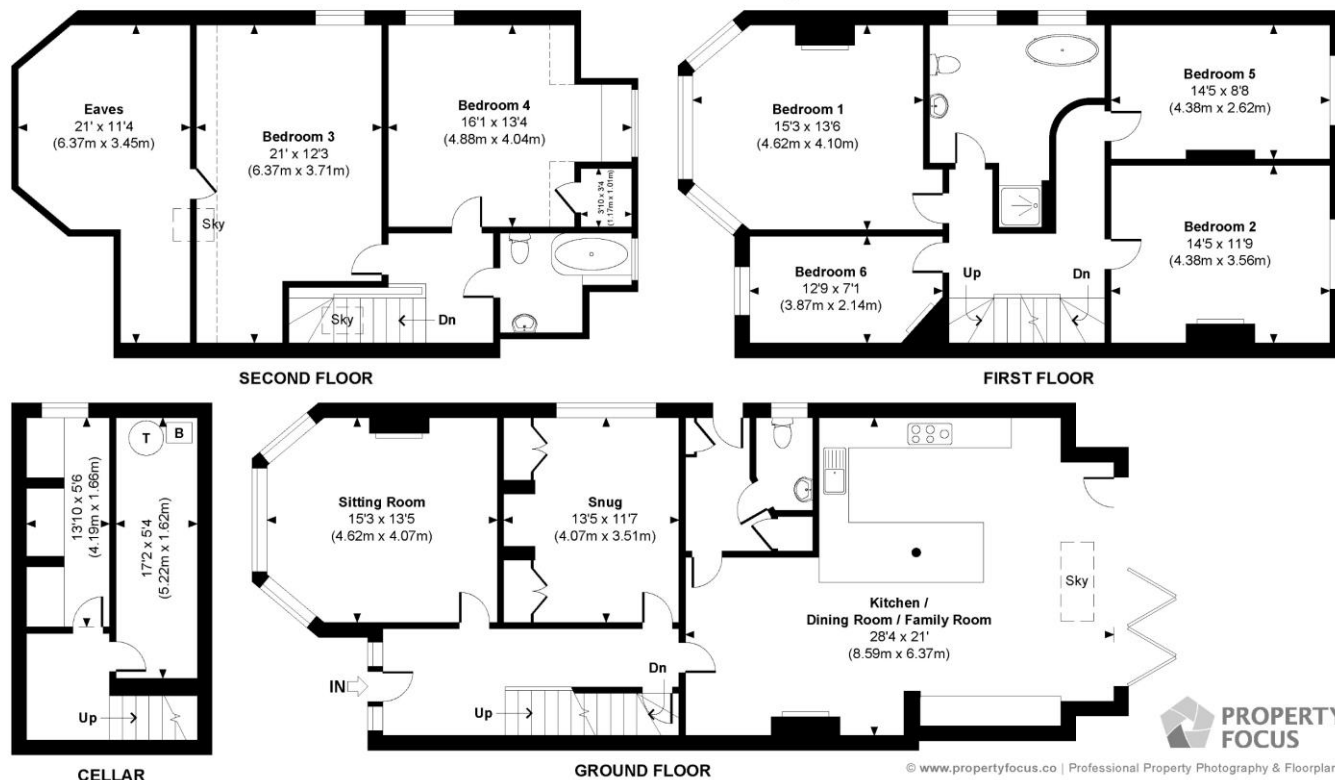 Eaves
21' x 11'4
(6.37m x 3.45m)
Bedroom 3
21' x 12'3
(6.37m x 3.71m)
Sky
Bedroom 4
16'1 x 13'4
(4.88m x 4.04m)
3'10 x 3'4
(1.17m x 1.01m)
Sky
Dn
SECOND FLOOR
Bedroom 1
15'3 x 13'6
(4.62m x 4.10m)
Bedroom 5
14'5 x 8'8
(4.38m x 2.62m)
Bedroom 2
14'5 x 11'9
(4.38m x 3.56m)
Bedroom 6
12'9 x 7'1
(3.87m x 2.14m)
Up
Dn
FIRST FLOOR
13'10 x 5'6
(4.19m x 1.66m)
T
B
17'2 x 5'4
(5.22m x 1.62m)
Up
CELLAR
Sitting Room
15'3 x 13'5
(4.62m x 4.07m)
Snug
13'5 x 11'7
(4.07m x 3.51m)
Kitchen /
Dining Room / Family Room
28'4 x 21'
(8.59m x 6.37m)
Sky
IN
Up
Dn
GROUND FLOOR
PROPERTY
FOCUS
© www.propertyfocus.co | Professional Property Photography & Floorplan